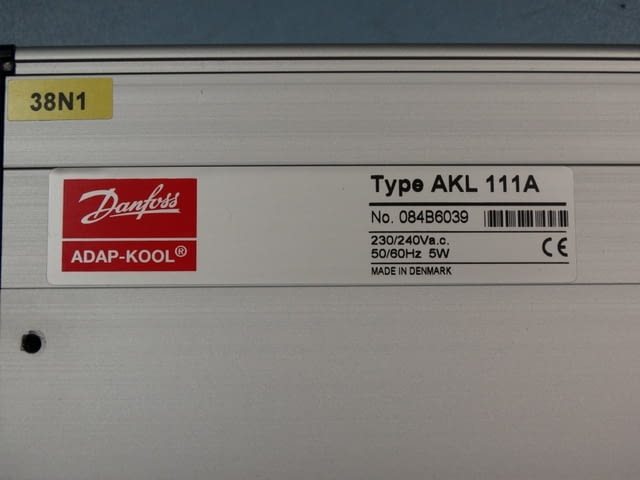 38N1
Danfoss
ADAP-KOOL®
Type AKL 111A
No. 084B6039
230/240Va.c.
50/60Hz 5W
CE
MADE IN DENMARK